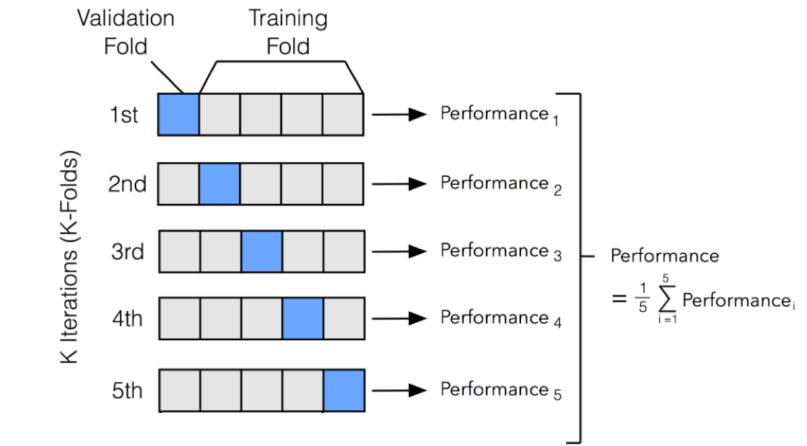 Validation
Fold
Training
Fold
K Iterations (K-Folds)
1st
Performance 1
2nd
Performance 2
3rd
Performance 3
4th
Performance 4
5th
Performance 5
Performance
= 1/5 5∑i=1 Performancei